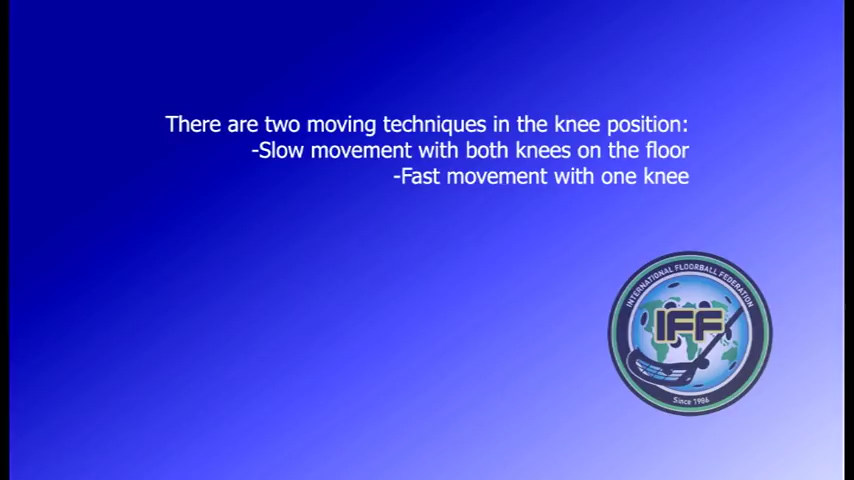 There are two moving techniques in the knee position:
-Slow movement with both knees on the floor
-Fast movement with one knee
INTERNATIONAL FLOORBALL FEDERATION
IFF
Since 1986